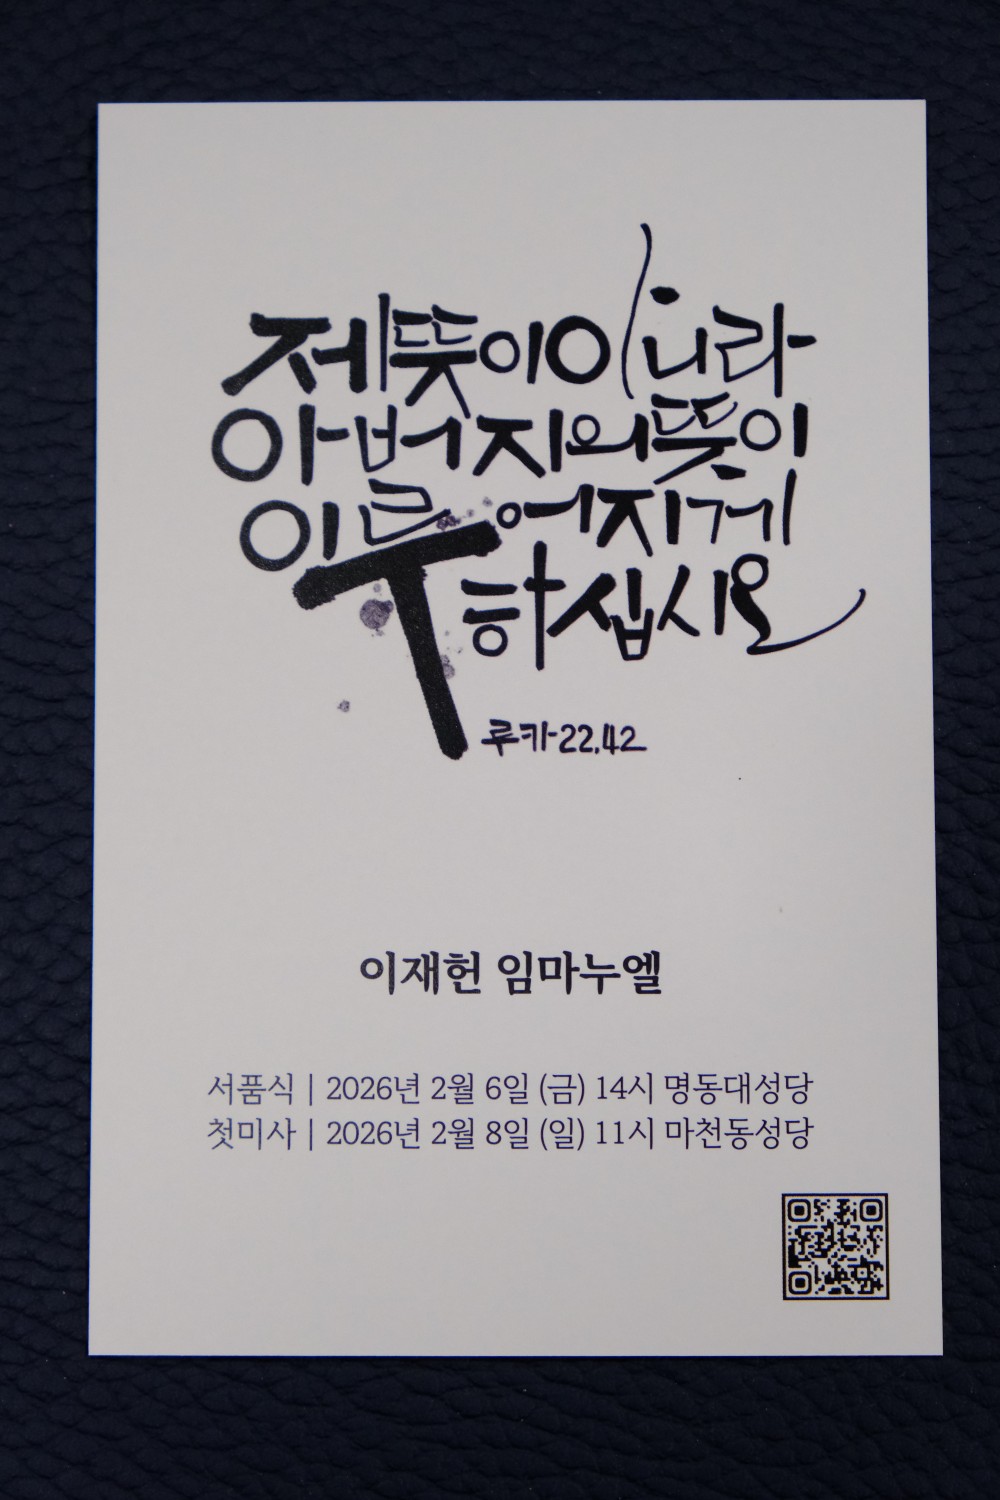 제 뜻이 아니라
아버지의 뜻이
이루어지게
하십시오
루카 22,42
이재헌 임마누엘
서품식 | 2026년 2월 6일 (금) 14시 명동대성당
첫미사 | 2026년 2월 8일 (일) 11시 마천동성당